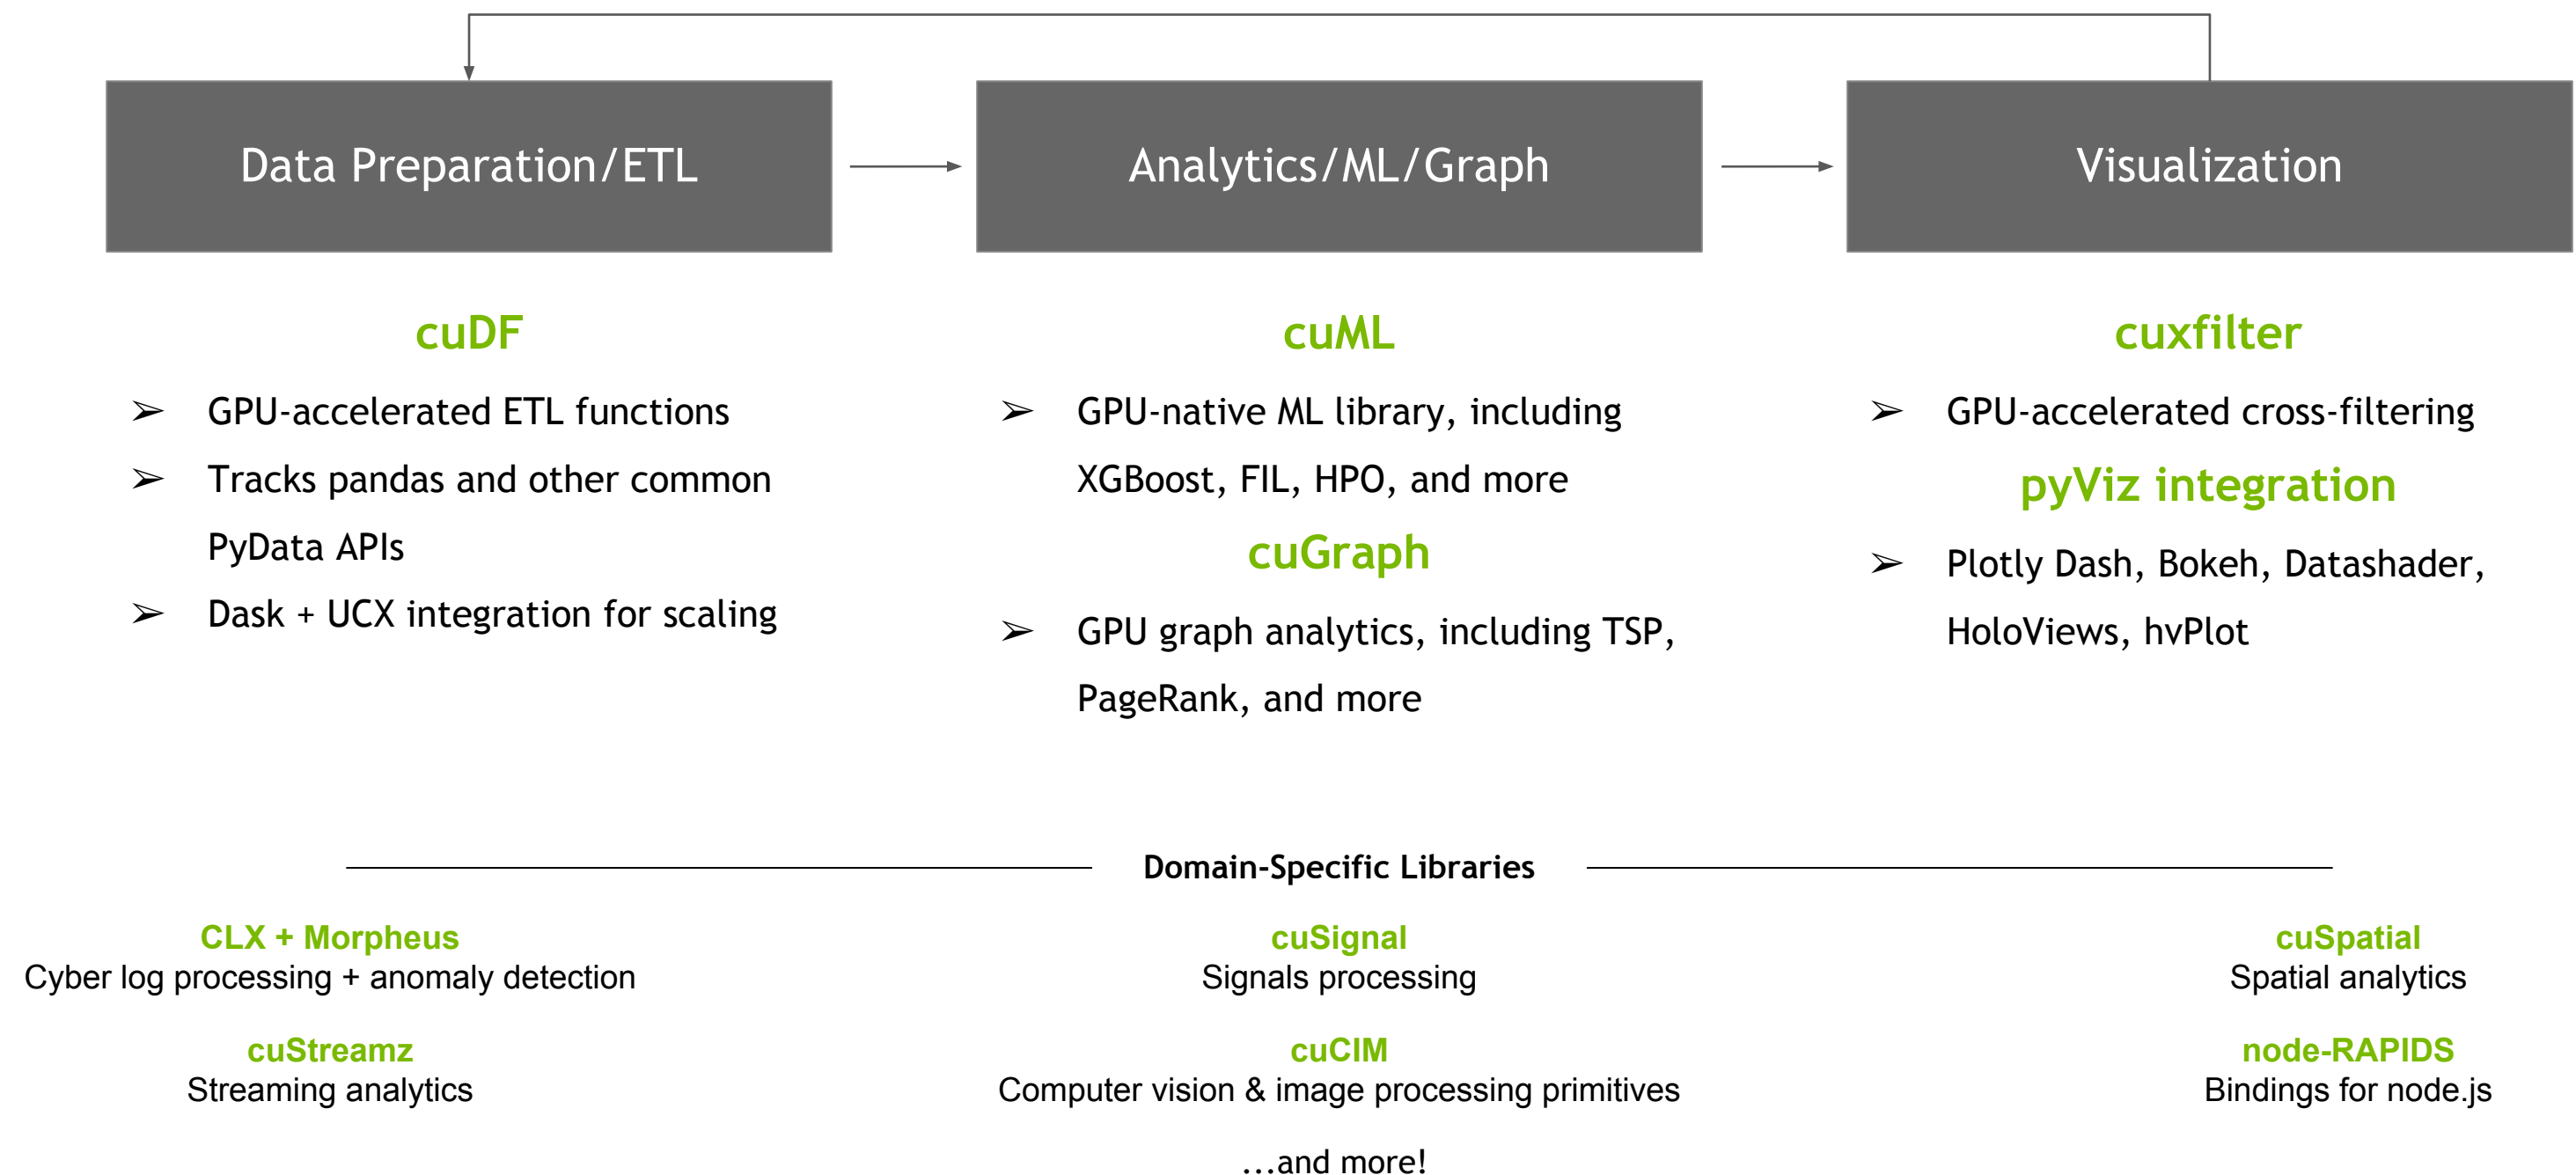 Data Preparation/ETL
Analytics/ML/Graph
Visualization
cuDF
➢ GPU-accelerated ETL functions
➢ Tracks pandas and other common
PyData APIs
➢ Dask + UCX integration for scaling
cuML
➢ GPU-native ML library, including
XGBoost, FIL, HPO, and more
cuGraph
➢ GPU graph analytics, including TSP,
PageRank, and more
cuxfilter
➢ GPU-accelerated cross-filtering
pyViz integration
➢ Plotly Dash, Bokeh, Datashader,
HoloViews, hvPlot
Domain-Specific Libraries
CLX + Morpheus
Cyber log processing + anomaly detection
cuSignal
Signals processing
cuSpatial
Spatial analytics
cuStreamz
Streaming analytics
cuCIM
Computer vision & image processing primitives
node-RAPIDS
Bindings for node.js
...and more!